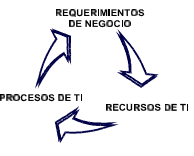 REQUERIMIENTOS
DE NEGOCIO
PROCESOS DE TI
RECURSOS DE TI